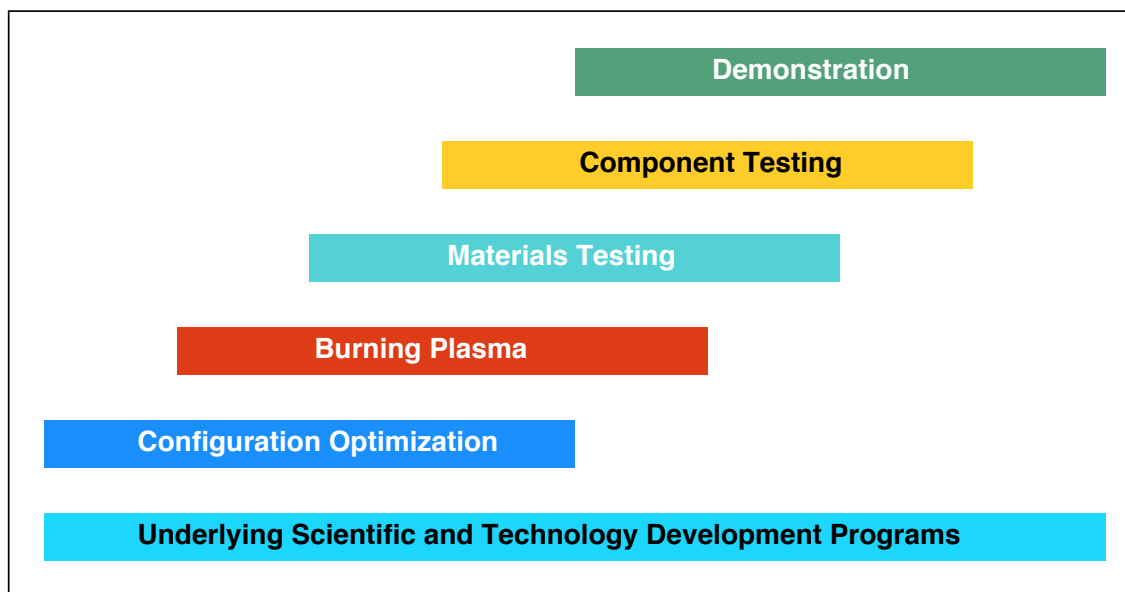 Demonstration
Component Testing
Materials Testing
Burning Plasma
Configuration Optimization
Underlying Scientific and Technology Development Programs